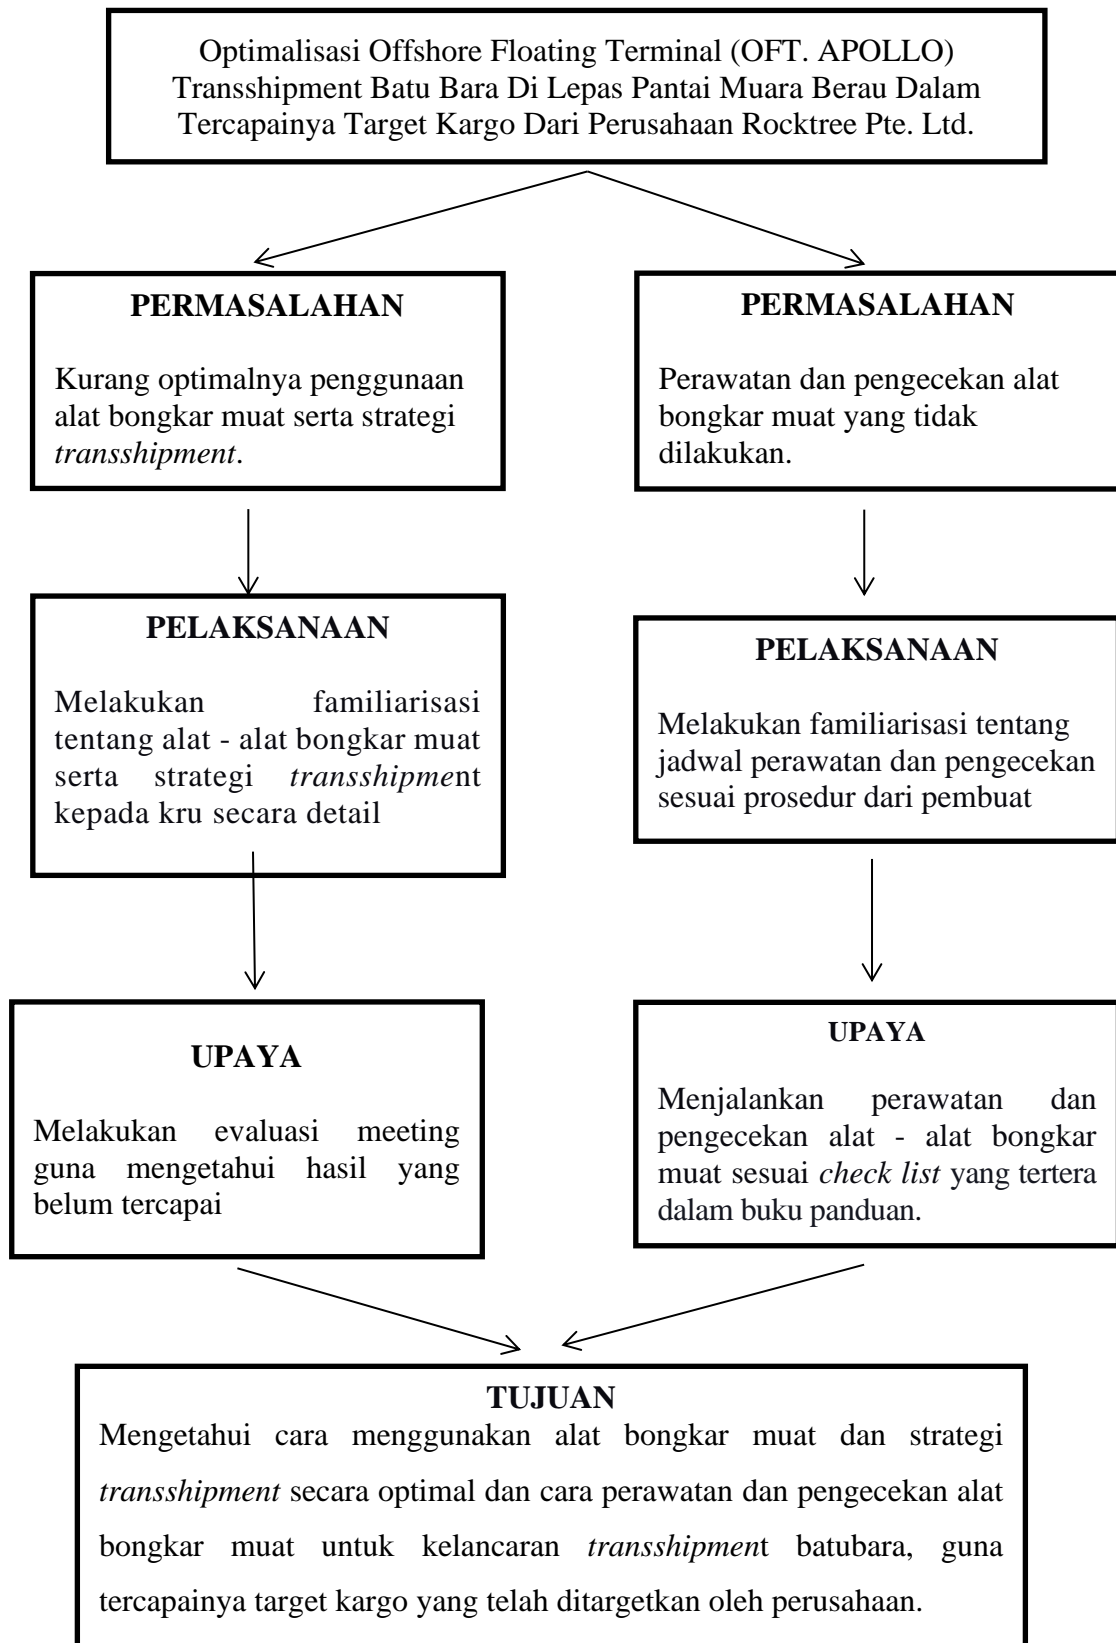 Optimalisasi Offshore Floating Terminal (OFT. APOLLO)
Transshipment Batu Bara Di Lepas Pantai Muara Berau Dalam
Tercapainya Target Kargo Dari Perusahaan Rocktree Pte. Ltd.
PERMASALAHAN
Kurang optimalnya penggunaan
alat bongkar muat serta strategi
transshipment.
PERMASALAHAN
Perawatan dan pengecekan alat
bongkar muat yang tidak
dilakukan.
PELAKSANAAN
Melakukan familiarisasi
tentang alat - alat bongkar muat
serta strategi transshipment
kepada kru secara detail
PELAKSANAAN
Melakukan familiarisasi tentang
jadwal perawatan dan pengecekan
sesuai prosedur dari pembuat
UPAYA
Melakukan evaluasi meeting
guna mengetahui hasil yang
belum tercapai
UPAYA
Menjalankan perawatan dan
pengecekan alat - alat bongkar
muat sesuai check list yang tertera
dalam buku panduan.
TUJUAN
Mengetahui cara menggunakan alat bongkar muat dan strategi
transshipment secara optimal dan cara perawatan dan pengecekan alat
bongkar muat untuk kelancaran transshipment batubara, guna
tercapainya target kargo yang telah ditargetkan oleh perusahaan.